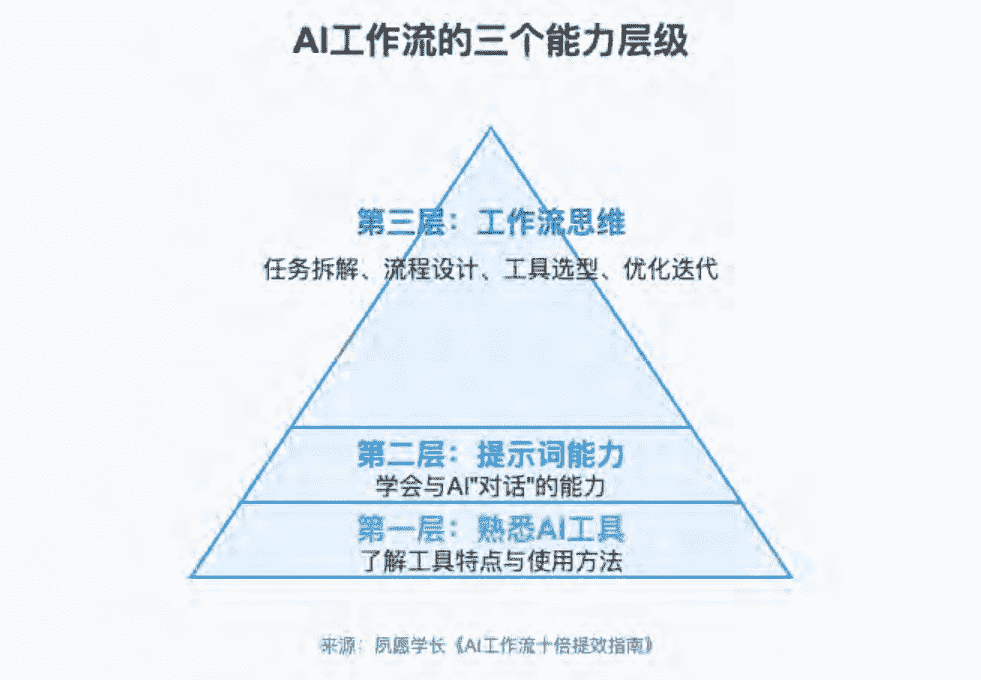 AI工作流的三个能力层级
第三层：工作流思维
任务拆解、流程设计、工具选型、优化迭代
第二层：提示词能力
学会与AI"对话"的能力
第一层：熟悉AI工具
了解工具特点与使用方法
来源：夙愿学长《AI工作流十倍提效指南》